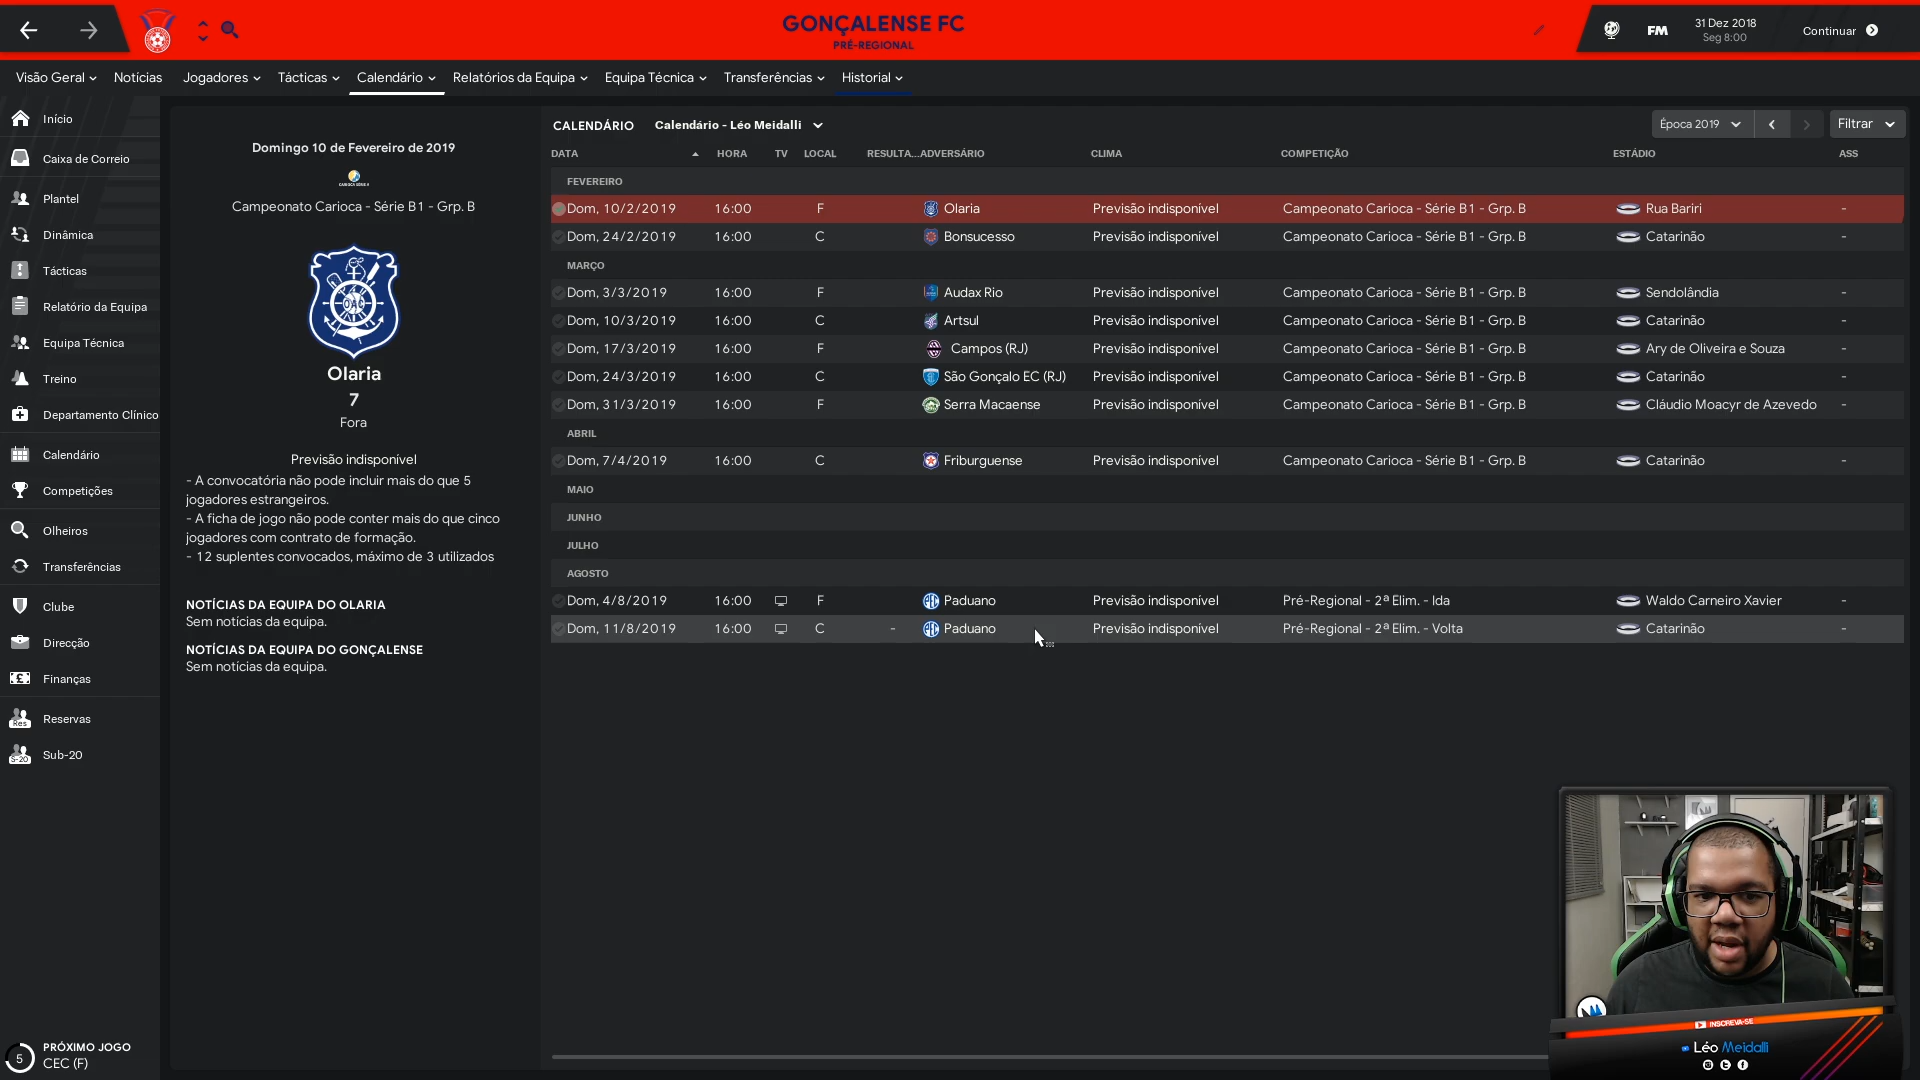 GONÇALENSE FC
PRÉ-REGIONAL
FM
31 Dez 2018
Seg 8:00
Continuar
Visão Geral Notícias Jogadores Tácticas Calendário Relatórios da Equipa Equipa Técnica Transferências Historial
Início
Caixa de Correio
Plantel
Dinâmica
Tácticas
Relatório da Equipa
Equipa Técnica
Treino
Departamento Clínico
Calendário
Competições
Olheiros
Transferências
Clube
Direcção
Finanças
Res
Reservas
S-20
Sub-20
5
PRÓXIMO JOGO
CEC (F)
Domingo 10 de Fevereiro de 2019
Campeonato Carioca - Série B1 - Grp. B
OAC
Olaria
7
Fora
Previsão indisponível
- A convocatória não pode incluir mais do que 5
jogadores estrangeiros.
- A ficha de jogo não pode conter mais do que cinco
jogadores com contrato de formação.
- 12 suplentes convocados, máximo de 3 utilizados
NOTÍCIAS DA EQUIPA DO OLARIA
Sem notícias da equipa.
NOTÍCIAS DA EQUIPA DO GONÇALENSE
Sem notícias da equipa.
CALENDÁRIO Calendário - Léo Meidalli Época 2019 Filtrar
DATA HORA TV LOCAL RESULTA... ADVERSÁRIO CLIMA COMPETIÇÃO ESTÁDIO ASS
FEVEREIRO
Dom, 10/2/2019 16:00 F Olaria Previsão indisponível Campeonato Carioca - Série B1 - Grp. B Rua Bariri -
Dom, 24/2/2019 16:00 C Bonsucesso Previsão indisponível Campeonato Carioca - Série B1 - Grp. B Catarinão -
MARÇO
Dom, 3/3/2019 16:00 F Audax Rio Previsão indisponível Campeonato Carioca - Série B1 - Grp. B Sendolândia -
Dom, 10/3/2019 16:00 C Artsul Previsão indisponível Campeonato Carioca - Série B1 - Grp. B Catarinão -
Dom, 17/3/2019 16:00 F Campos (RJ) Previsão indisponível Campeonato Carioca - Série B1 - Grp. B Ary de Oliveira e Souza -
Dom, 24/3/2019 16:00 C São Gonçalo EC (RJ) Previsão indisponível Campeonato Carioca - Série B1 - Grp. B Catarinão -
Dom, 31/3/2019 16:00 F Serra Macaense Previsão indisponível Campeonato Carioca - Série B1 - Grp. B Cláudio Moacyr de Azevedo -
ABRIL
Dom, 7/4/2019 16:00 C Friburguense Previsão indisponível Campeonato Carioca - Série B1 - Grp. B Catarinão -
MAIO
JUNHO
JULHO
AGOSTO
Dom, 4/8/2019 16:00 F Paduano Previsão indisponível Pré-Regional - 2ª Elim. - Ida Waldo Carneiro Xavier -
Dom, 11/8/2019 16:00 C - Paduano Previsão indisponível Pré-Regional - 2ª Elim. - Volta Catarinão -
INSCREVA-SE
Léo Meidalli